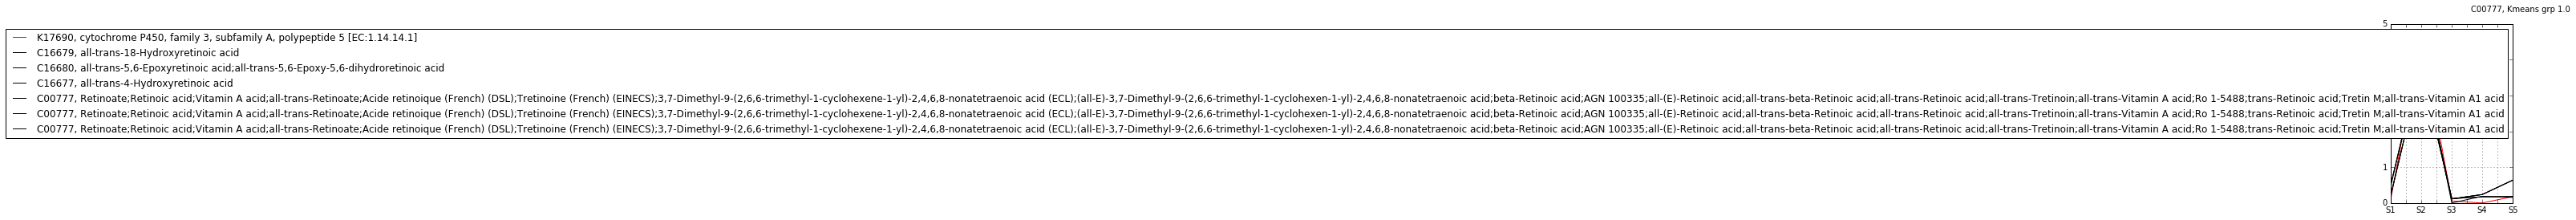 C00777, Kmeans grp 1.0
5
K17690, cytochrome P450, family 3, subfamily A, polypeptide 5 [EC:1.14.14.1]
C16679, all-trans-18-Hydroxyretinoic acid
C16680, all-trans-5,6-Epoxyretinoic acid;all-trans-5,6-Epoxy-5,6-dihydroretinoic acid
C16677, all-trans-4-Hydroxyretinoic acid
C00777, Retinoate;Retinoic acid;Vitamin A acid;all-trans-Retinoate;Acide retinoique (French) (DSL);Tretinoine (French) (EINECS);3,7-Dimethyl-9-(2,6,6-trimethyl-1-cyclohexene-1-yl)-2,4,6,8-nonatetraenoic acid (ECL);(all-E)-3,7-Dimethyl-9-(2,6,6-trimethyl-1-cyclohexen-1-yl)-2,4,6,8-nonatetraenoic acid;beta-Retinoic acid;AGN 100335;all-(E)-Retinoic acid;all-trans-beta-Retinoic acid;all-trans-Retinoic acid;all-trans-Tretinoin;all-trans-Vitamin A acid;Ro 1-5488;trans-Retinoic acid;Tretin M;all-trans-Vitamin A1 acid
C00777, Retinoate;Retinoic acid;Vitamin A acid;all-trans-Retinoate;Acide retinoique (French) (DSL);Tretinoine (French) (EINECS);3,7-Dimethyl-9-(2,6,6-trimethyl-1-cyclohexene-1-yl)-2,4,6,8-nonatetraenoic acid (ECL);(all-E)-3,7-Dimethyl-9-(2,6,6-trimethyl-1-cyclohexen-1-yl)-2,4,6,8-nonatetraenoic acid;beta-Retinoic acid;AGN 100335;all-(E)-Retinoic acid;all-trans-beta-Retinoic acid;all-trans-Retinoic acid;all-trans-Tretinoin;all-trans-Vitamin A acid;Ro 1-5488;trans-Retinoic acid;Tretin M;all-trans-Vitamin A1 acid
C00777, Retinoate;Retinoic acid;Vitamin A acid;all-trans-Retinoate;Acide retinoique (French) (DSL);Tretinoine (French) (EINECS);3,7-Dimethyl-9-(2,6,6-trimethyl-1-cyclohexene-1-yl)-2,4,6,8-nonatetraenoic acid (ECL);(all-E)-3,7-Dimethyl-9-(2,6,6-trimethyl-1-cyclohexen-1-yl)-2,4,6,8-nonatetraenoic acid;beta-Retinoic acid;AGN 100335;all-(E)-Retinoic acid;all-trans-beta-Retinoic acid;all-trans-Retinoic acid;all-trans-Tretinoin;all-trans-Vitamin A acid;Ro 1-5488;trans-Retinoic acid;Tretin M;all-trans-Vitamin A1 acid
1
0
S1 S2 S3 S4 S5